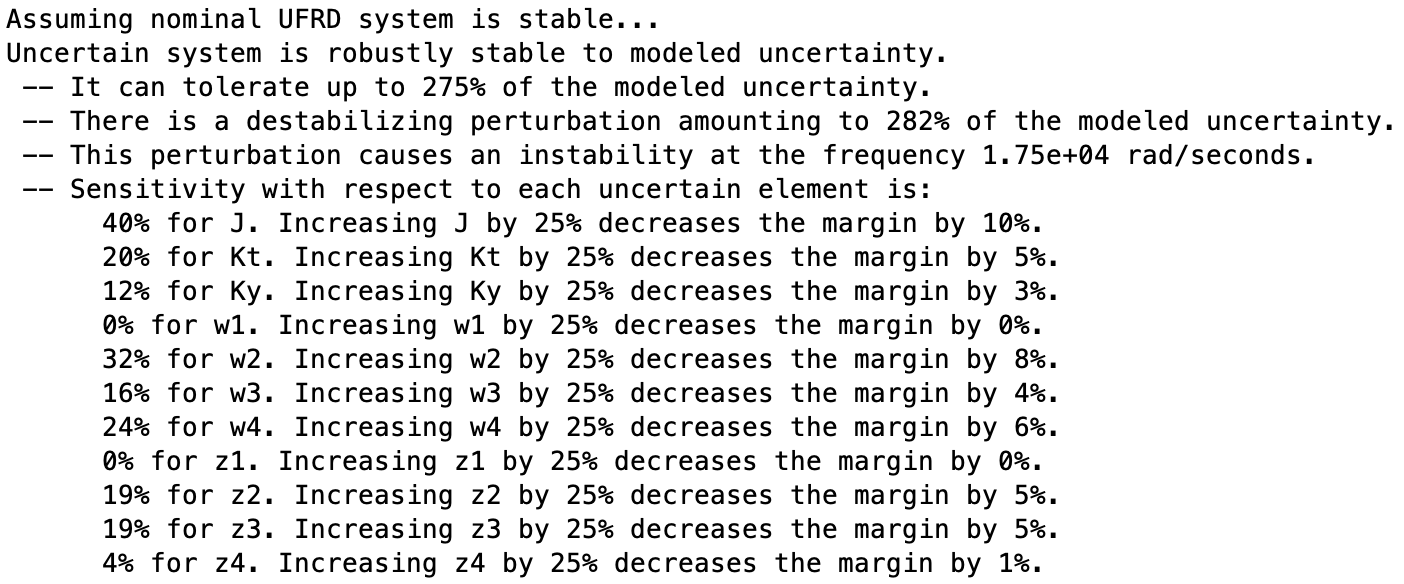 Assuming nominal UFRD system is stable...
Uncertain system is robustly stable to modeled uncertainty.
-- It can tolerate up to 275% of the modeled uncertainty.
-- There is a destabilizing perturbation amounting to 282% of the modeled uncertainty.
-- This perturbation causes an instability at the frequency 1.75e+04 rad/seconds.
-- Sensitivity with respect to each uncertain element is:
40% for J. Increasing J by 25% decreases the margin by 10%.
20% for Kt. Increasing Kt by 25% decreases the margin by 5%.
12% for Ky. Increasing Ky by 25% decreases the margin by 3%.
0% for w1. Increasing w1 by 25% decreases the margin by 0%.
32% for w2. Increasing w2 by 25% decreases the margin by 8%.
16% for w3. Increasing w3 by 25% decreases the margin by 4%.
24% for w4. Increasing w4 by 25% decreases the margin by 6%.
0% for z1. Increasing z1 by 25% decreases the margin by 0%.
19% for z2. Increasing z2 by 25% decreases the margin by 5%.
19% for z3. Increasing z3 by 25% decreases the margin by 5%.
4% for z4. Increasing z4 by 25% decreases the margin by 1%.